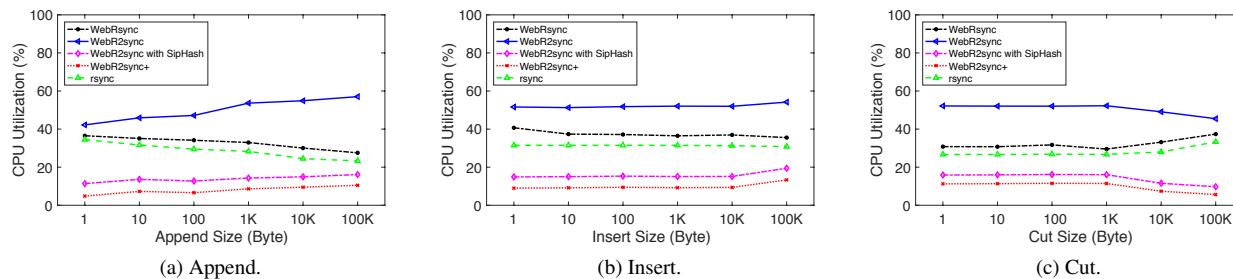 CPU Utilization (%)
100
80
60
40
20
0
WebRsync
WebR2sync
WebR2sync with SipHash
WebR2sync+
rsync
1 10 100 1K 10K 100K
Append Size (Byte)
(a) Append.
CPU Utilization (%)
100
80
60
40
20
0
WebRsync
WebR2sync
WebR2sync with SipHash
WebR2sync+
rsync
1 10 100 1K 10K 100K
Insert Size (Byte)
(b) Insert.
CPU Utilization (%)
100
80
60
40
20
0
WebRsync
WebR2sync
WebR2sync with SipHash
WebR2sync+
rsync
1 10 100 1K 10K 100K
Cut Size (Byte)
(c) Cut.